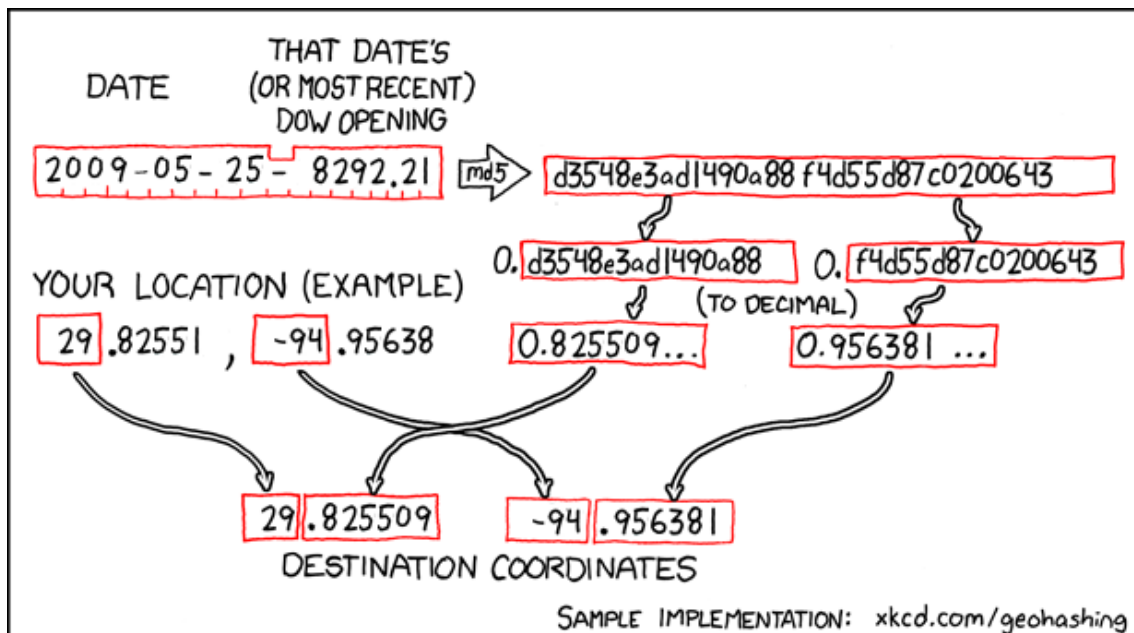 DATE
THAT DATE'S
(OR MOST RECENT)
DOW OPENING
2009-05-25-8292.21
md5
d3548e3ad1490a88f4d55d87c0200643
0.d3548e3ad1490a88
0.f4d55d87c0200643
(TO DECIMAL)
YOUR LOCATION (EXAMPLE)
29.82551, -94.95638
0.825509...
0.956381...
29.825509
-94.956381
DESTINATION COORDINATES
SAMPLE IMPLEMENTATION: xkcd.com/geohashing